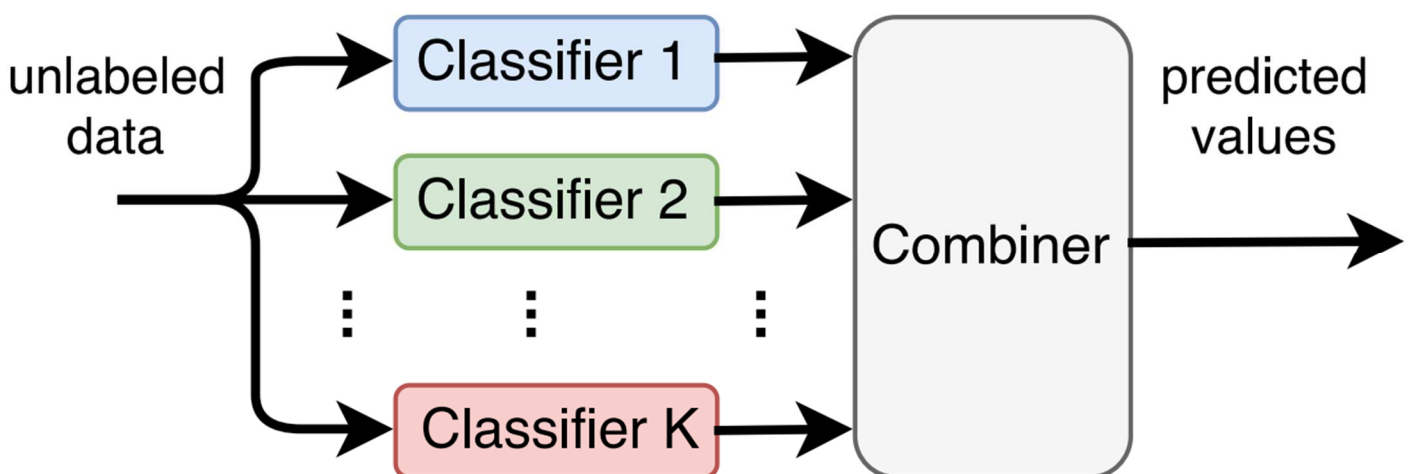 unlabeled
data
Classifier 1
Classifier 2
Classifier K
Combiner
predicted
values